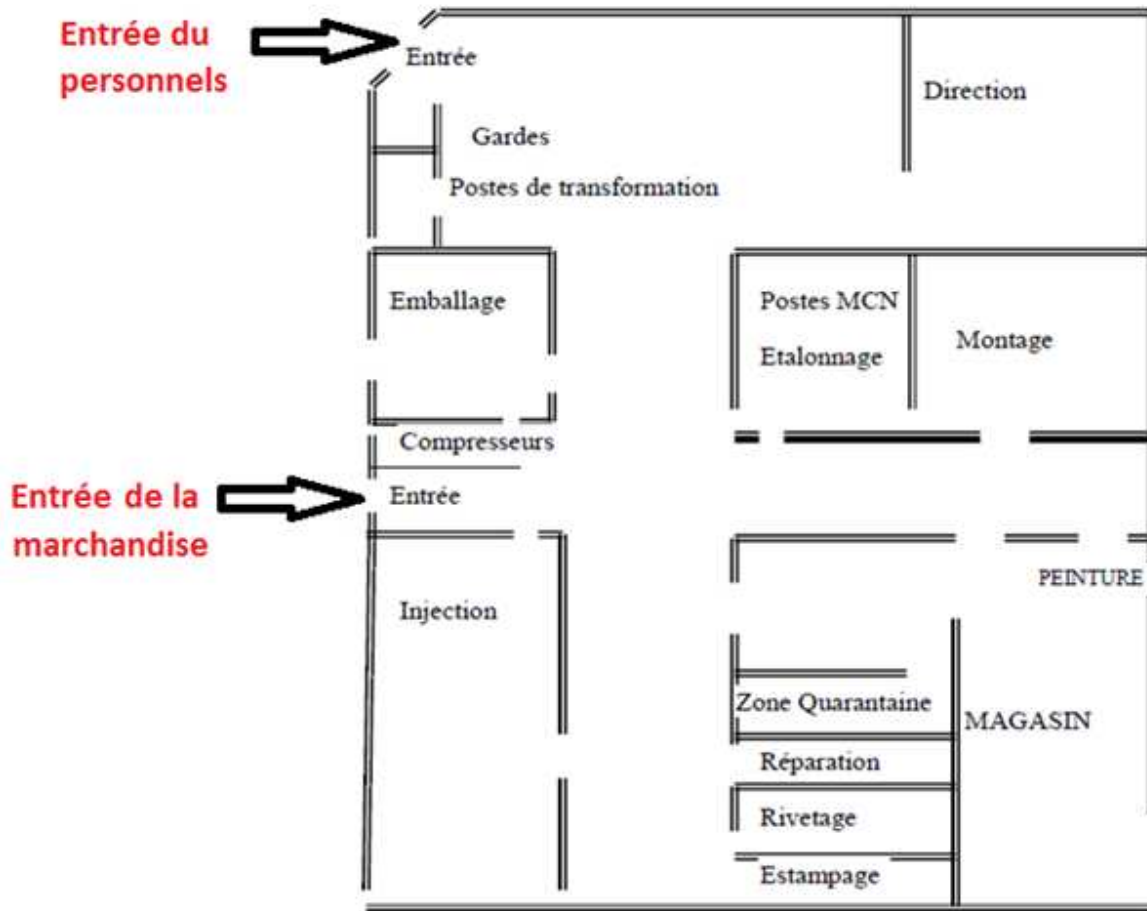 Entrée du
personnels
Entrée
Direction
Gardes
Postes de transformation
Emballage
Postes MCN
Etalonnage
Montage
Compresseurs
Entrée de la
marchandise
Entrée
PEINTURE
Injection
Zone Quarantaine
MAGASIN
Réparation
Rivetage
Estampage